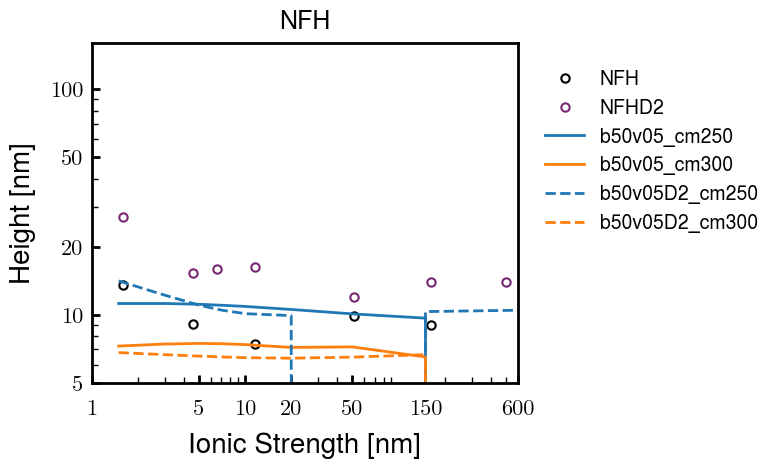 NFH
Height [nm]
100
50
20
10
5
1
5
10
20
50
150
600
Ionic Strength [nm]
NFH
NFHD2
b50v05_cm250
b50v05_cm300
b50v05D2_cm250
b50v05D2_cm300